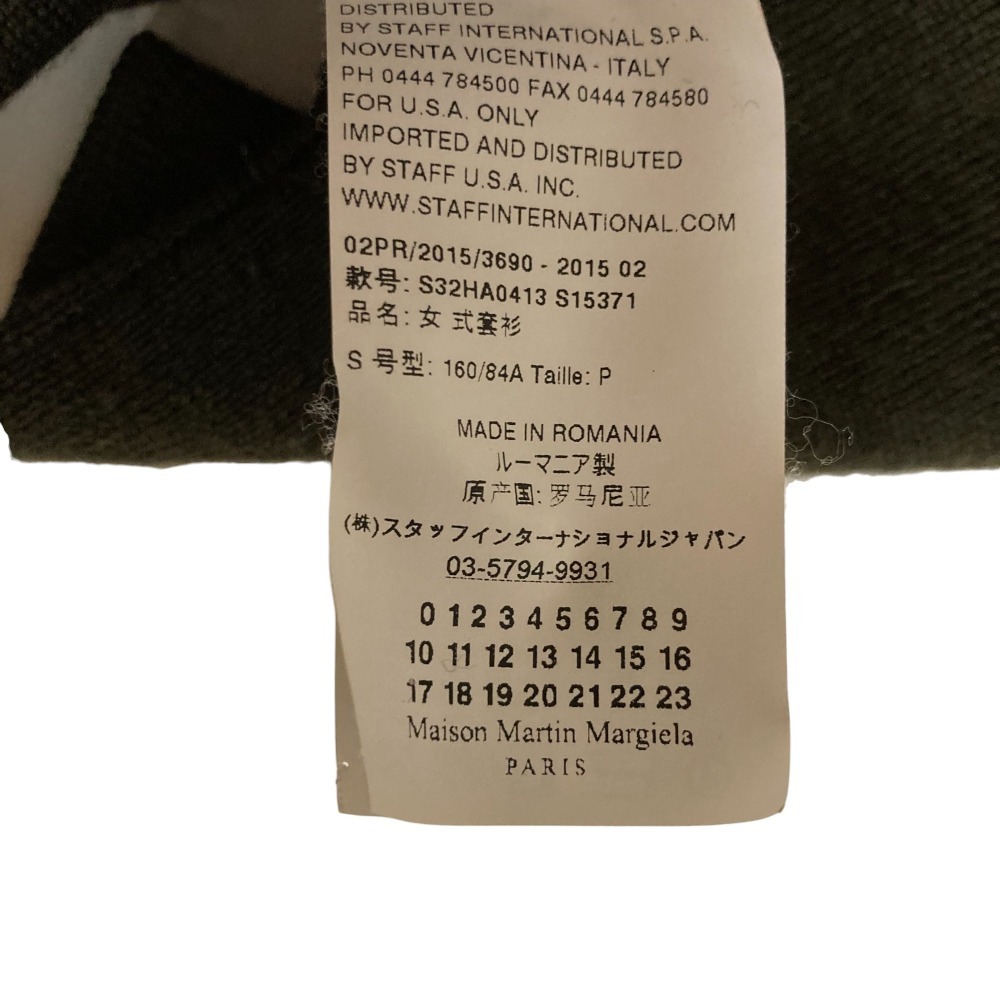 DISTRIBUTED
BY STAFF INTERNATIONAL S.P.A.
NOVENTA VICENTINA - ITALY
PH 0444 784500 FAX 0444 784580
FOR U.S.A. ONLY
IMPORTED AND DISTRIBUTED
BY STAFF U.S.A. INC.
WWW.STAFFINTERNATIONAL.COM
02PR/2015/3690 - 2015 02
款号: S32HA0413 S15371
品名: 女 式套衫
S 号型: 160/84A Taille: P
MADE IN ROMANIA
ルーマニア製
原产国: 罗马尼亚
(株)スタッフインターナショナルジャパン
03-5794-9931
0 1 2 3 4 5 6 7 8 9
10 11 12 13 14 15 16
17 18 19 20 21 22 23
Maison Martin Margiela
PARIS